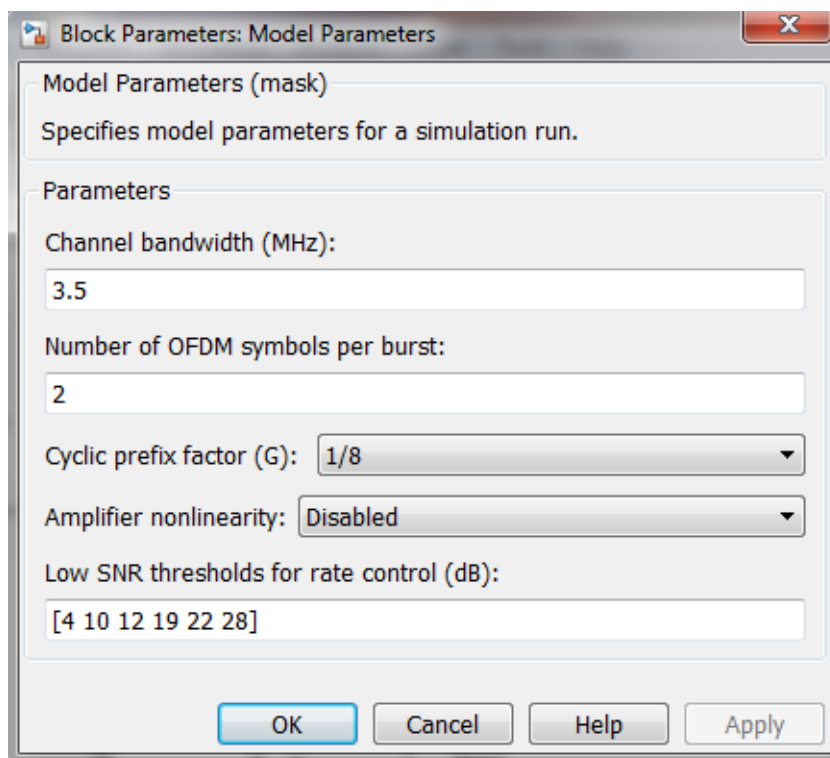 Block Parameters: Model Parameters
Model Parameters (mask)
Specifies model parameters for a simulation run.
Parameters
Channel bandwidth (MHz):
3.5
Number of OFDM symbols per burst:
2
Cyclic prefix factor (G): 1/8
Amplifier nonlinearity: Disabled
Low SNR thresholds for rate control (dB):
[4 10 12 19 22 28]
OK Cancel Help Apply